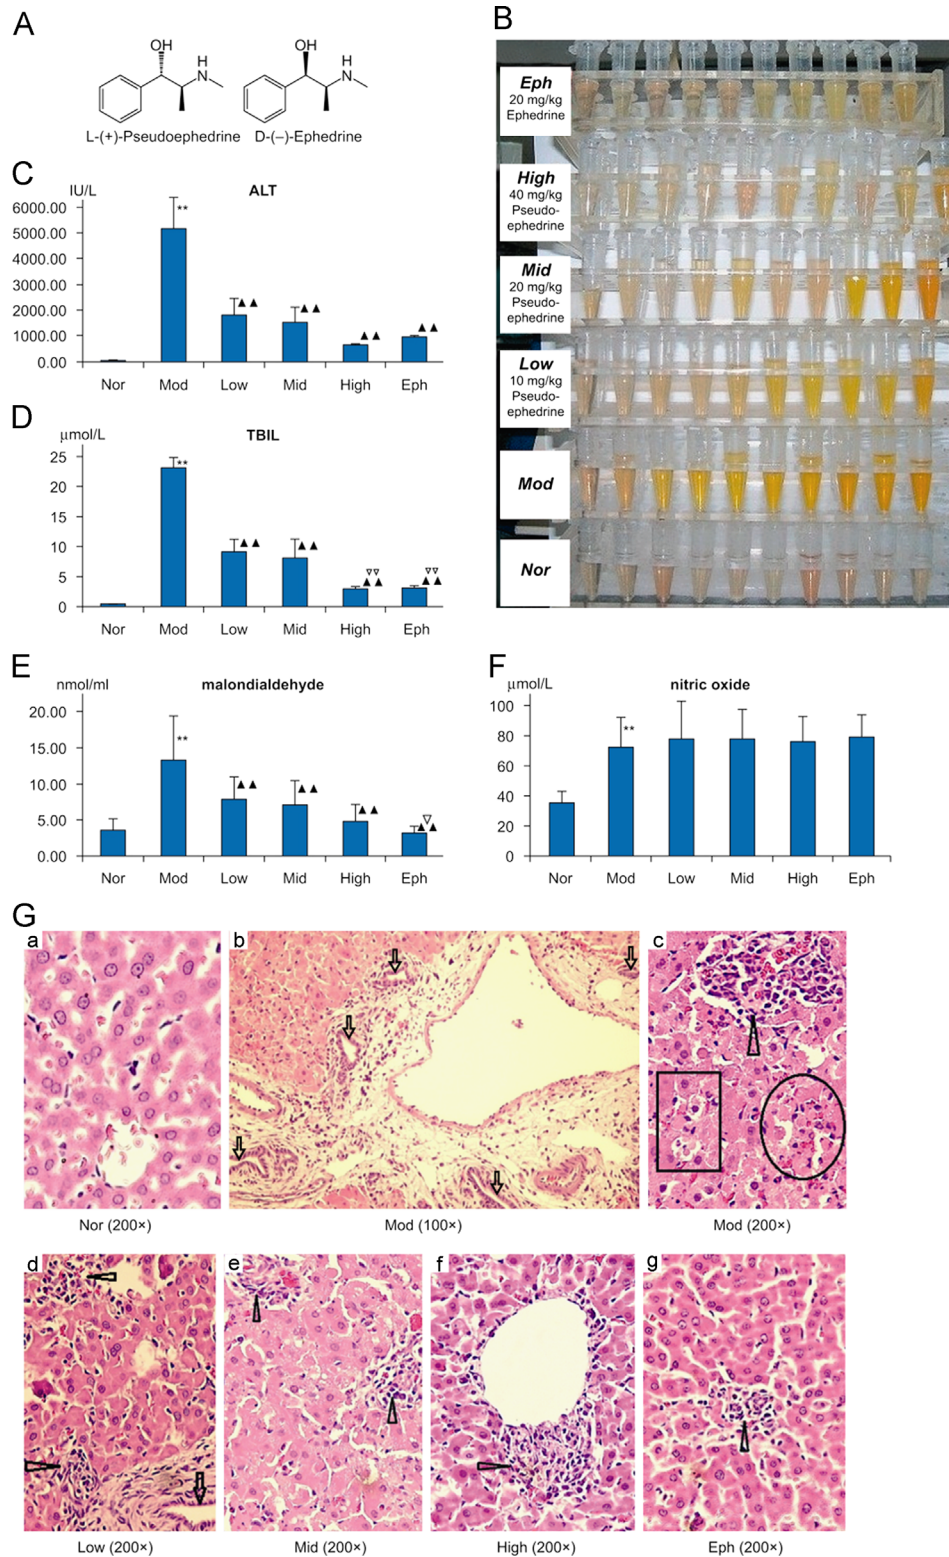 A
OH
H
N
OH
H
N
L-(+)-Pseudoephedrine D-(–)-Ephedrine
B
Eph
20 mg/kg
Ephedrine
High
40 mg/kg
Pseudo-
ephedrine
Mid
20 mg/kg
Pseudo-
ephedrine
Low
10 mg/kg
Pseudo-
ephedrine
Mod
Nor
C
IU/L
ALT
6000.00
5000.00
4000.00
3000.00
2000.00
1000.00
0.00
**
▲▲
▲▲
▲▲
▲▲
Nor Mod Low Mid High Eph
D
μmol/L
TBIL
25
20
15
10
5
0
**
▲▲
▲▲
▽▽
▲▲
▽▽
▲▲
Nor Mod Low Mid High Eph
E
nmol/ml
malondialdehyde
20.00
15.00
10.00
5.00
0.00
**
▲▲
▲▲
▲▲
▽
▲▲
Nor Mod Low Mid High Eph
F
μmol/L
nitric oxide
100
80
60
40
20
0
**
Nor Mod Low Mid High Eph
G
a
b
c
Nor (200×) Mod (100×) Mod (200×)
d
e
f
g
Low (200×) Mid (200×) High (200×) Eph (200×)